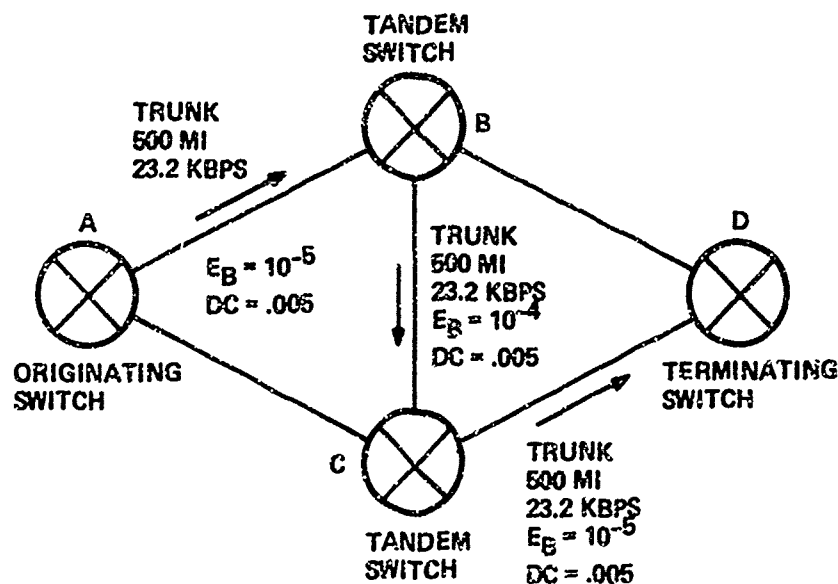 TANDEM
SWITCH
B
TRUNK
500 MI
23.2 KBPS
A
E_B = 10^-5
DC = .005
ORIGINATING
SWITCH
TRUNK
500 MI
23.2 KBPS
E_B = 10^-4
DC = .005
D
TERMINATING
SWITCH
C
TANDEM
SWITCH
TRUNK
500 MI
23.2 KBPS
E_B = 10^-5
DC = .005